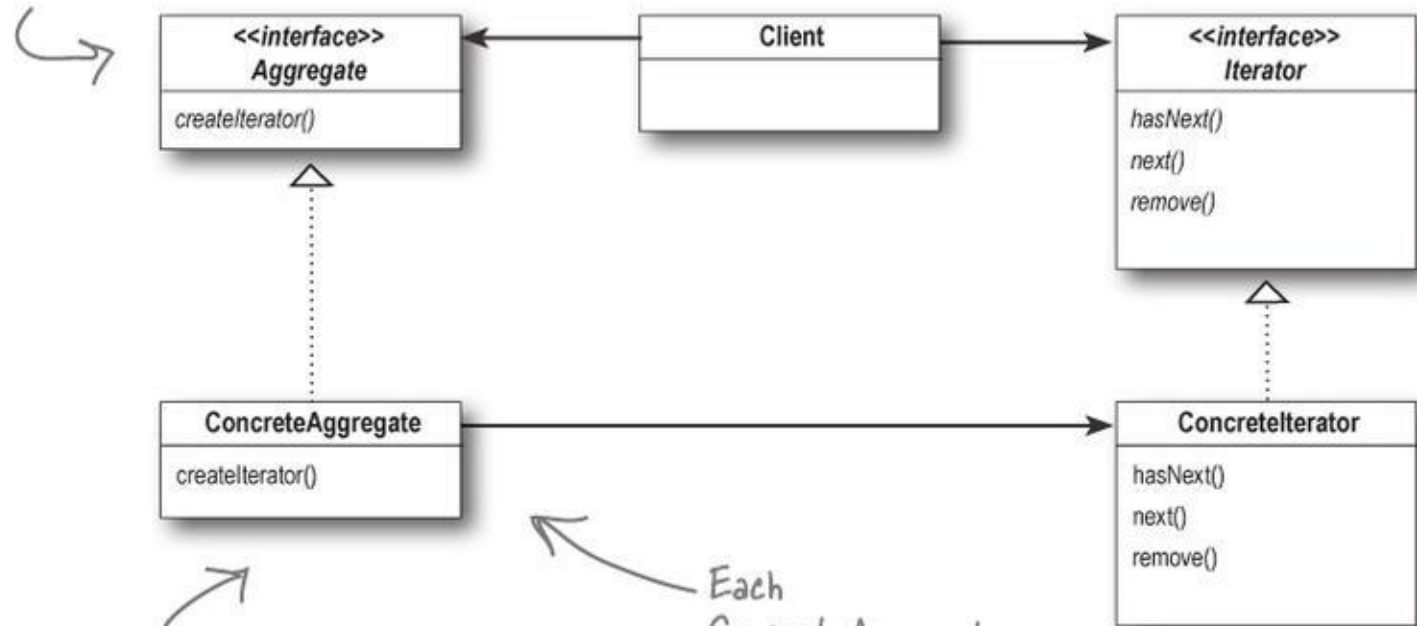 <<interface>>
Aggregate
createIterator()
Client
<<interface>>
Iterator
hasNext()
next()
remove()
ConcreteAggregate
createIterator()
ConcreteIterator
hasNext()
next()
remove()
Each